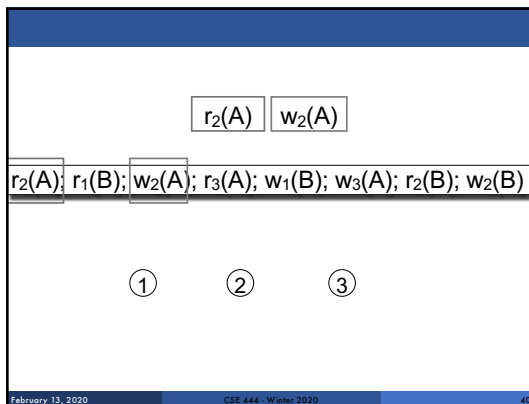 r₂(A) w₂(A)
r₂(A); r₁(B); w₂(A); r₃(A); w₁(B); w₃(A); r₂(B); w₂(B)
1 2 3
February 13, 2020 CSE 444 - Winter 2020